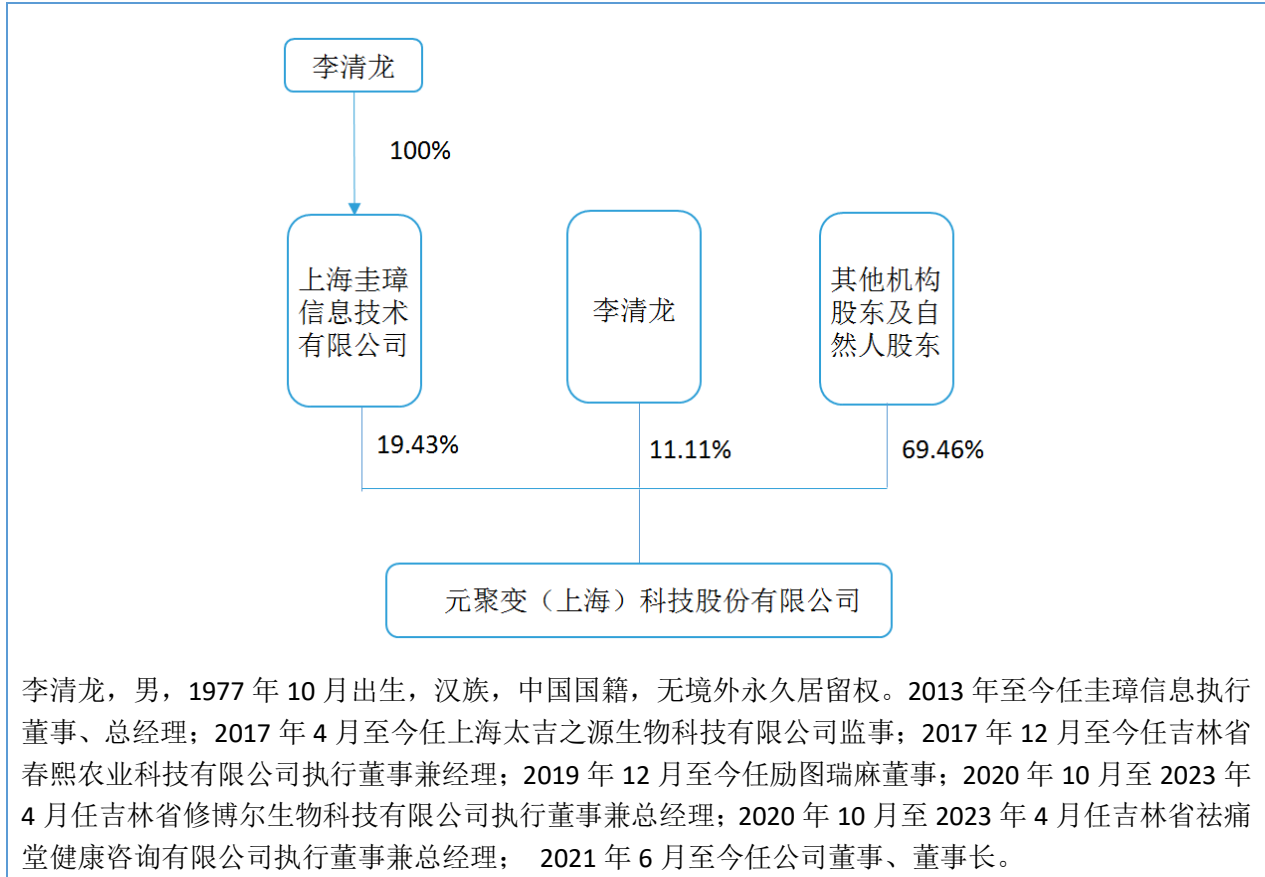 李清龙
100%
上海圭璋
信息技术
有限公司
李清龙
其他机构
股东及自
然人股东
19.43%
11.11%
69.46%
元聚变（上海）科技股份有限公司
李清龙，男，1977 年 10 月出生，汉族，中国国籍，无境外永久居留权。2013 年至今任圭璋信息执行
董事、总经理；2017 年 4 月至今任上海太吉之源生物科技有限公司监事；2017 年 12 月至今任吉林省
春熙农业科技有限公司执行董事兼经理；2019 年 12 月至今任励图瑞麻董事；2020 年 10 月至 2023 年
4 月任吉林省修博尔生物科技有限公司执行董事兼总经理；2020 年 10 月至 2023 年 4 月任吉林省祛痛
堂健康咨询有限公司执行董事兼总经理； 2021 年 6 月至今任公司董事、董事长。